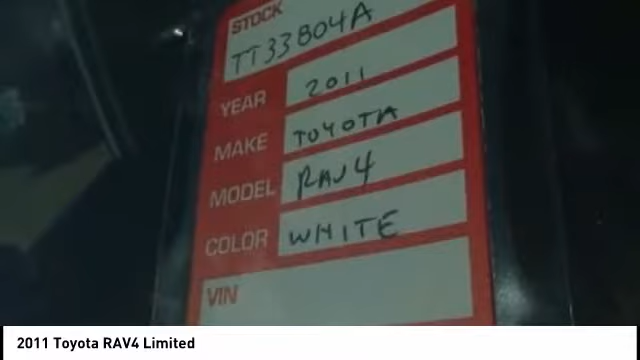 STOCK
TT33804A
YEAR 2011
MAKE TOYOTA
MODEL RAV4
COLOR WHITE
VIN
2011 Toyota RAV4 Limited